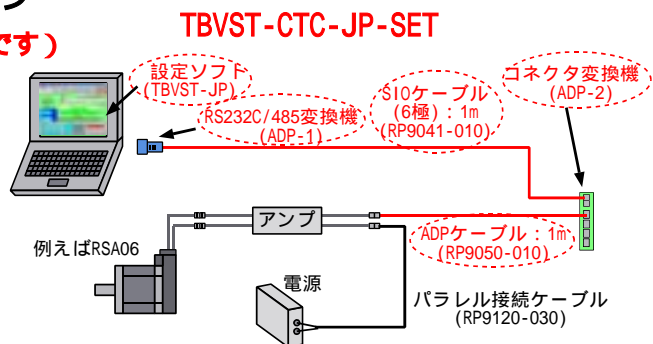 TBVST-CTC-JP-SET
です)
設定ソフト
(TBVST-JP)
RS232C/485変換機
(ADP-1)
SIOケーブル
(6極):1m
(RP9041-010)
コネクタ変換機
(ADP-2)
アンプ
ADPケーブル:1m
(RP9050-010)
例えばRSA06
電源
パラレル接続ケーブル
(RP9120-030)